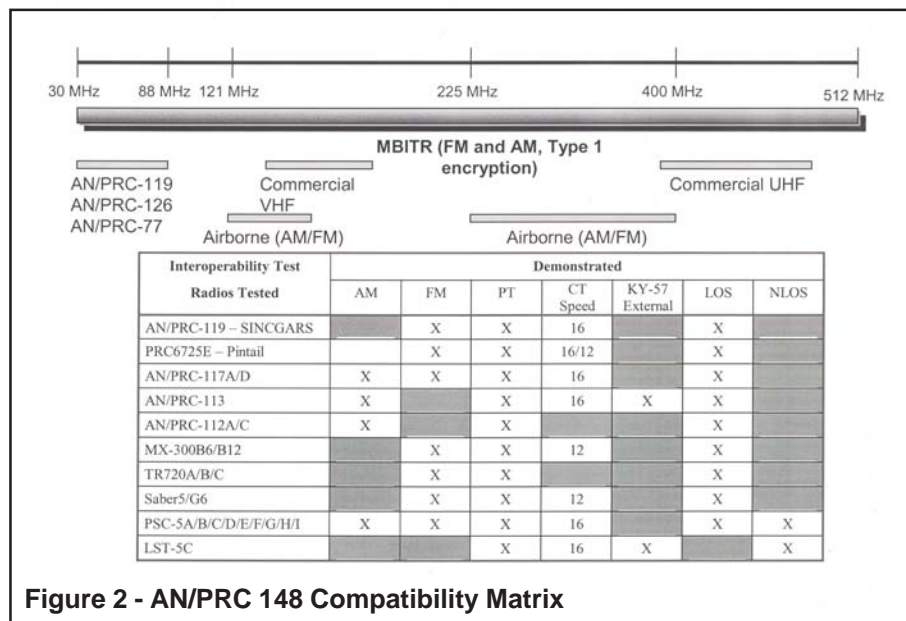 30 MHz 88 MHz 121 MHz 225 MHz 400 MHz 512 MHz
MBITR (FM and AM, Type 1
encryption)
AN/PRC-119
AN/PRC-126
AN/PRC-77
Commercial
VHF
Commercial UHF
Airborne (AM/FM) Airborne (AM/FM)
Interoperability Test Demonstrated
Radios Tested AM FM PT CT Speed KY-57 External LOS NLOS
AN/PRC-119 – SINCGARS X X 16 X
PRC6725E – Pintail X X 16/12 X
AN/PRC-117A/D X X X 16 X
AN/PRC-113 X X 16 X X
AN/PRC-112A/C X X X
MX-300B6/B12 X X 12 X
TR720A/B/C X X X
Saber5/G6 X X 12 X
PSC-5A/B/C/D/E/F/G/H/I X X X 16 X X
LST-5C X 16 X X
Figure 2 - AN/PRC 148 Compatibility Matrix